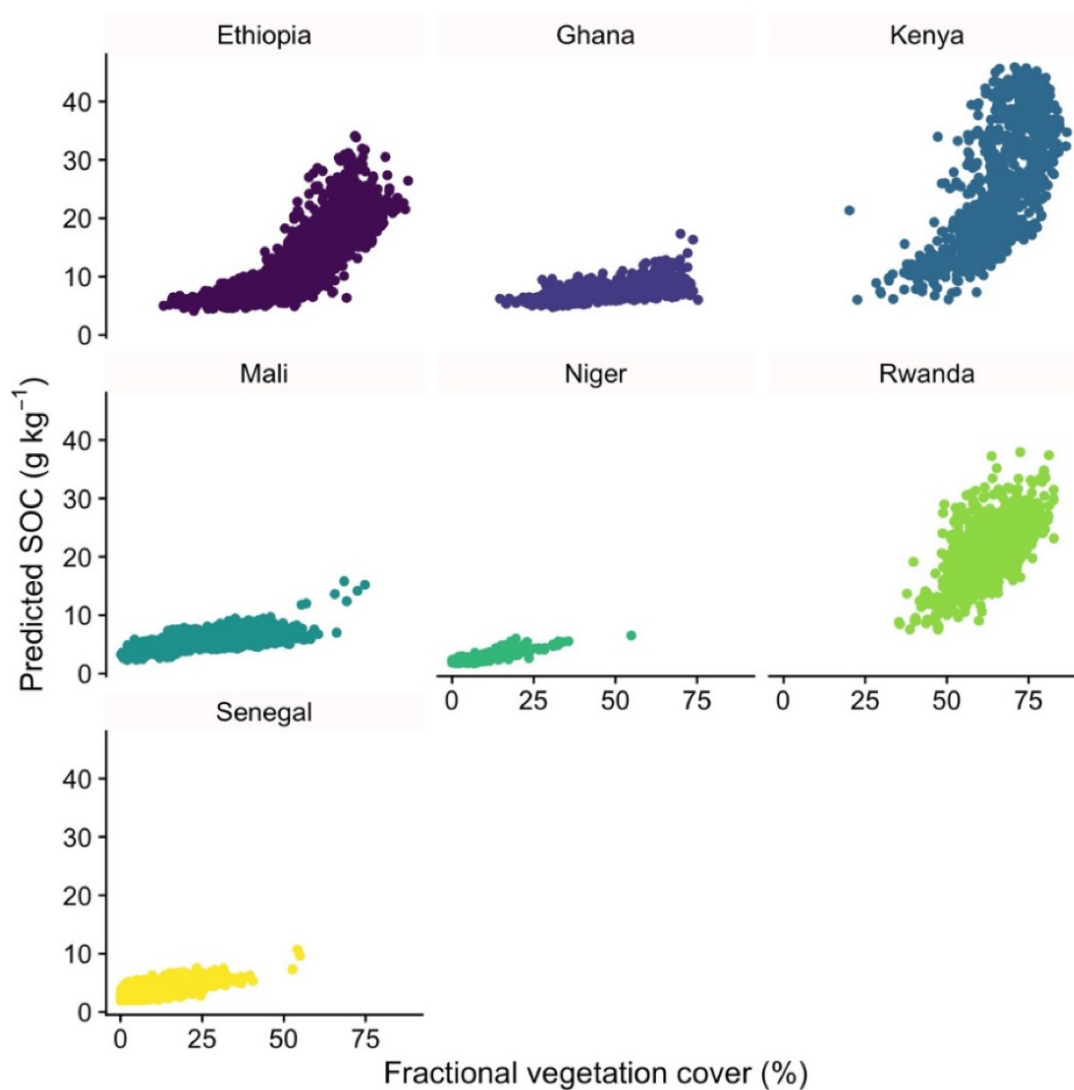 Ethiopia
Ghana
Kenya
40
30
20
10
0
Mali
Niger
Rwanda
Predicted SOC (g kg⁻¹)
40
30
20
10
0
0 25 50 75
0 25 50 75
Senegal
40
30
20
10
0
0 25 50 75
Fractional vegetation cover (%)